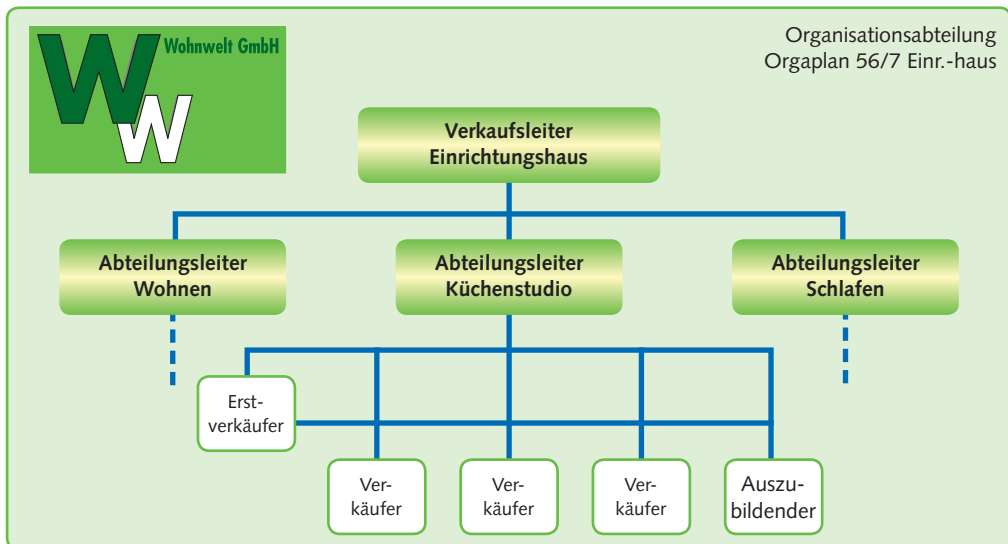 W
W
Wohnwelt GmbH
Organisationsabteilung
Orgaplan 56/7 Einr.-haus
Verkaufsleiter
Einrichtungshaus
Abteilungsleiter
Wohnen
Abteilungsleiter
Küchenstudio
Abteilungsleiter
Schlafen
Erst-
verkäufer
Ver-
käufer
Ver-
käufer
Ver-
käufer
Auszu-
bildender